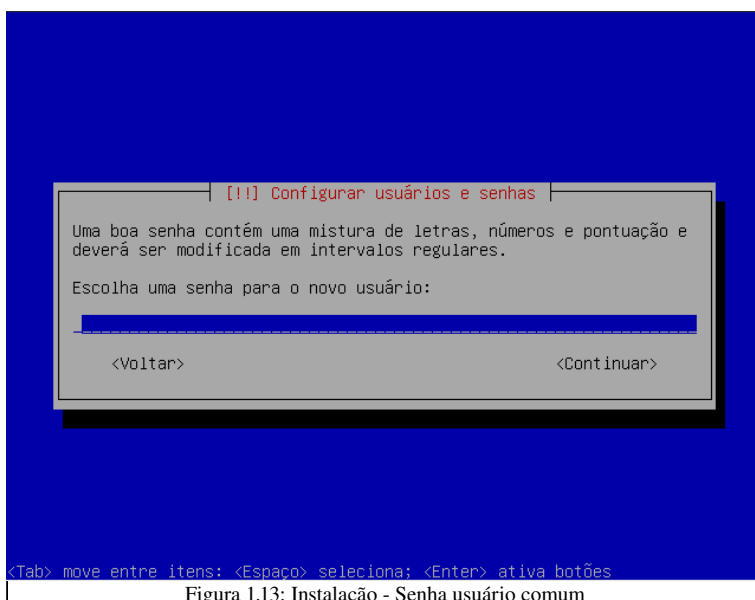 [!!] Configurar usuários e senhas
Uma boa senha contém uma mistura de letras, números e pontuação e
deverá ser modificada em intervalos regulares.
Escolha uma senha para o novo usuário:
<Voltar> <Continuar>
<Tab> move entre itens; <Espaço> seleciona; <Enter> ativa botões
Figura 1.13: Instalação - Senha usuário comum